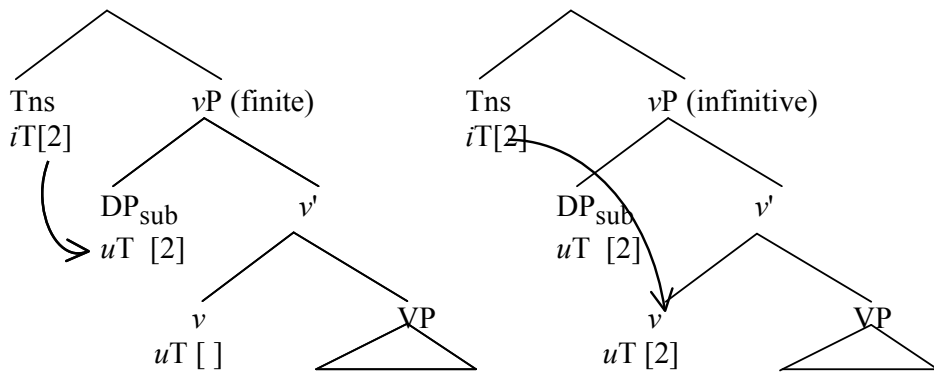 Tns vP (finite)
iT[2]
DPsub v'
uT [2]
v VP
uT [ ]
Tns vP (infinitive)
iT[2]
DPsub v'
uT [2]
v VP
uT [2]